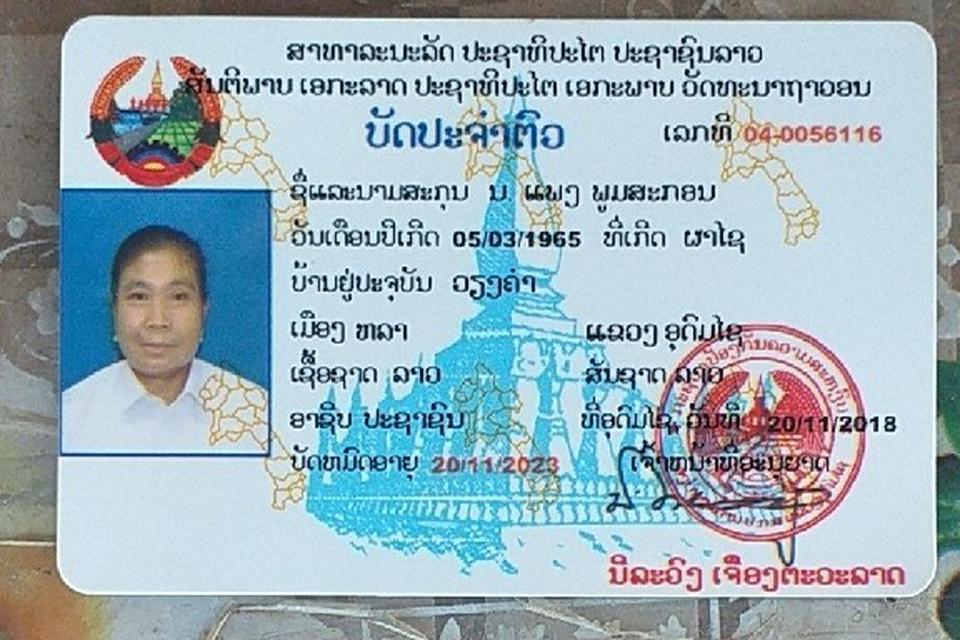 ສາທາລະນະລັດ ປະຊາທິປະໄຕ ປະຊາຊົນລາວ
ສັນຕິພາບ ເອກະລາດ ປະຊາທິປະໄຕ ເອກະພາບ ວັດທະນາຖາວອນ
ບັດປະຈຳຕົວ ເລກທີ 04-0056116
ຊື່ແລະນາມສະກຸນ ນ. ແພງ ພູມສະກອນ
ວັນເດືອນປີເກີດ 05/03/1965 ທີ່ເກີດ ຜາໄຊ
ບ້ານຢູ່ປະຈຸບັນ ວຽງຄຳ
ເມືອງ ຫລາ ແຂວງ ອຸດົມໄຊ
ເຊື້ອຊາດ ລາວ ສັນຊາດ ລາວ
ອາຊີບ ປະຊາຊົນ ທີ່ອຸດົມໄຊ, ວັນທີ 20/11/2018
ບັດຫມົດອາຍຸ 20/11/2023 ເຈົ້າຫນ້າທີ່ອະນຸຍາດ
ນີລະວົງ ເຈືອງຕະວະລາດ